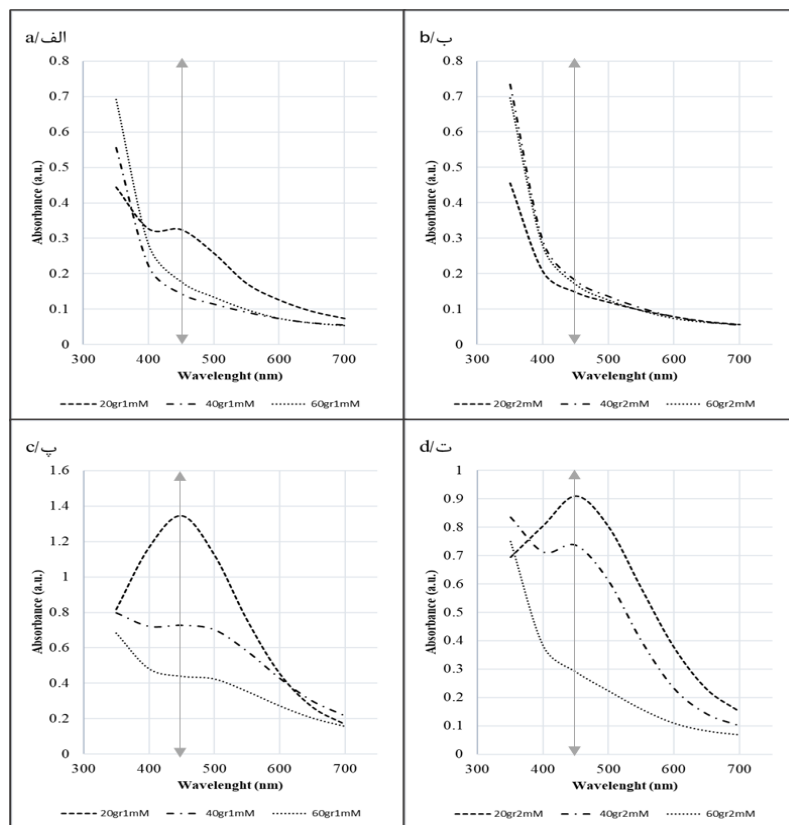 a/الف
0.8
0.7
0.6
0.5
0.4
0.3
0.2
0.1
0
Absorbance (a.u.)
300 400 500 600 700
Wavelenght (nm)
20gr1mM 40gr1mM 60gr1mM
b/ب
0.8
0.7
0.6
0.5
0.4
0.3
0.2
0.1
0
Absorbance (a.u.)
300 400 500 600 700
Wavelenght (nm)
20gr2mM 40gr2mM 60gr2mM
c/پ
1.6
1.4
1.2
1
0.8
0.6
0.4
0.2
0
Absorbance (a.u.)
300 400 500 600 700
Wavelenght (nm)
20gr1mM 40gr1mM 60gr1mM
d/ت
1
0.9
0.8
0.7
0.6
0.5
0.4
0.3
0.2
0.1
0
Absorbance (a.u.)
300 400 500 600 700
Wavelenght (nm)
20gr2mM 40gr2mM 60gr2mM